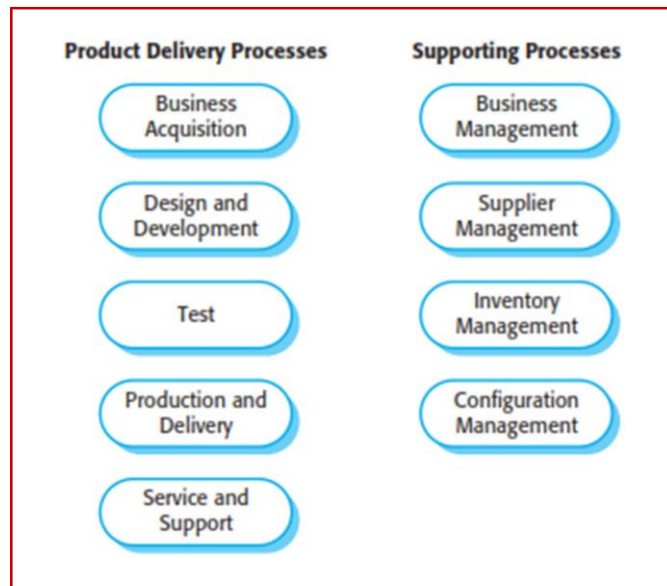 Product Delivery Processes
Supporting Processes
Business
Acquisition
Business
Management
Design and
Development
Supplier
Management
Test
Inventory
Management
Production and
Delivery
Configuration
Management
Service and
Support